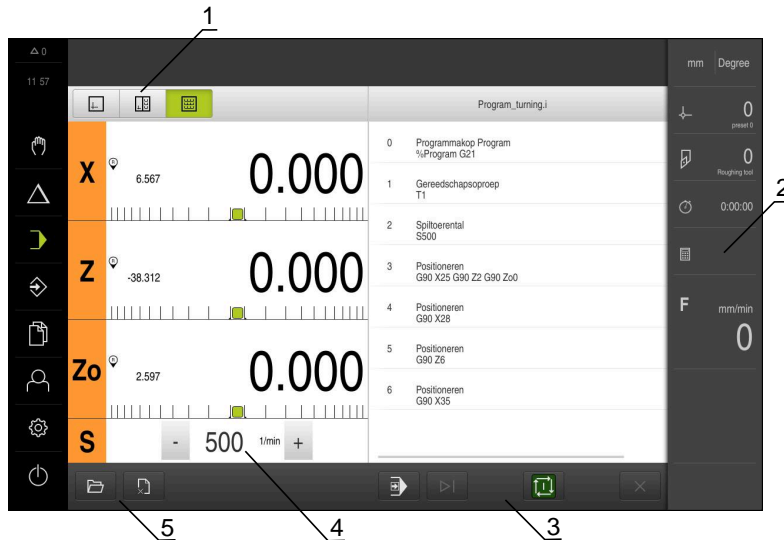 1
△ 0
11 57
mm Degree
Program_turning.i
0
preset 0
0
Roughing tool
2
0:00:00
F mm/min
0
X R 6.567 0.000
Z R -38.312 0.000
Zo R 2.597 0.000
S - 500 1/min +
0 Programmakop Program
%Program G21
1 Gereedschapsoproep
T1
2 Spiltoerental
S500
3 Positioneren
G90 X25 G90 Z2 G90 Zo0
4 Positioneren
G90 X28
5 Positioneren
G90 Z6
6 Positioneren
G90 X35
5
4
3